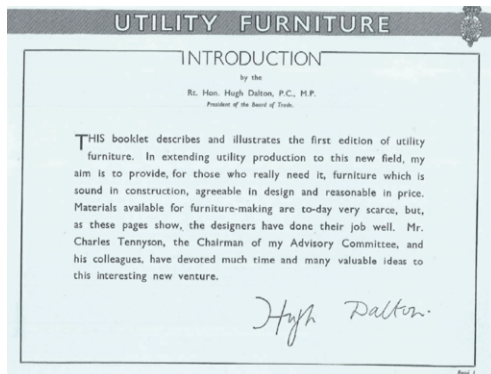 UTILITY FURNITURE
INTRODUCTION
by the
Rt. Hon. Hugh Dalton, P.C., M.P.
President of the Board of Trade.
THIS booklet describes and illustrates the first edition of utility
furniture. In extending utility production to this new field, my
aim is to provide, for those who really need it, furniture which is
sound in construction, agreeable in design and reasonable in price.
Materials available for furniture-making are to-day very scarce, but,
as these pages show, the designers have done their job well. Mr.
Charles Tennyson, the Chairman of my Advisory Committee, and
his colleagues, have devoted much time and many valuable ideas to
this interesting new venture.
Hugh Dalton.